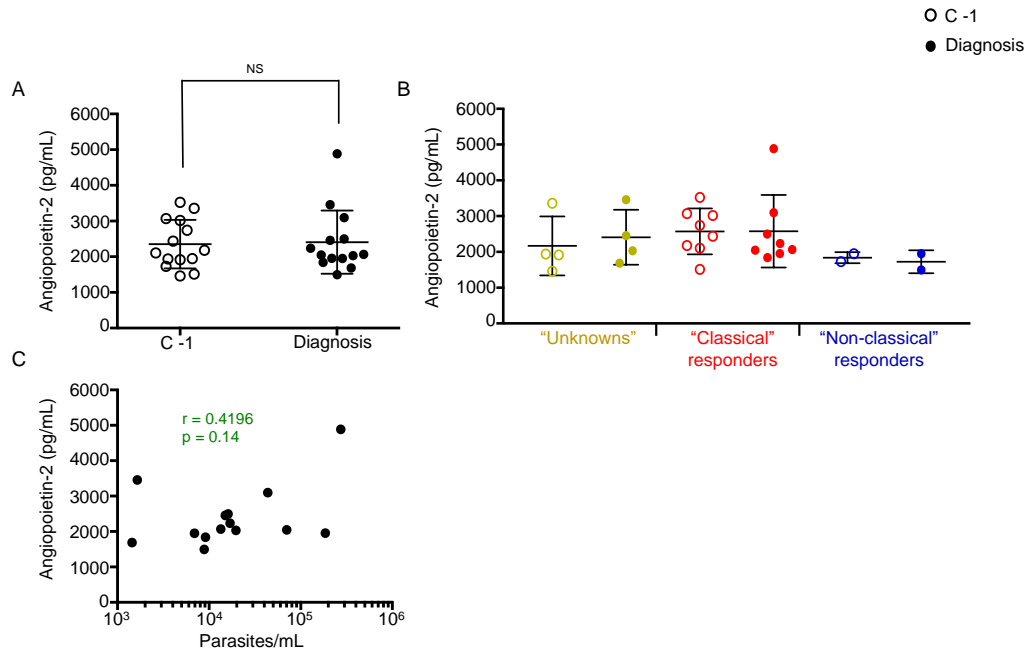 C -1
Diagnosis
A
NS
Angiopoietin-2 (pg/mL)
6000
5000
4000
3000
2000
1000
0
C -1
Diagnosis
B
Angiopoietin-2 (pg/mL)
6000
5000
4000
3000
2000
1000
0
“Unknowns”
“Classical”
responders
“Non-classical”
responders
C
Angiopoietin-2 (pg/mL)
6000
5000
4000
3000
2000
1000
0
r = 0.4196
p = 0.14
10³
10⁴
10⁵
10⁶
Parasites/mL